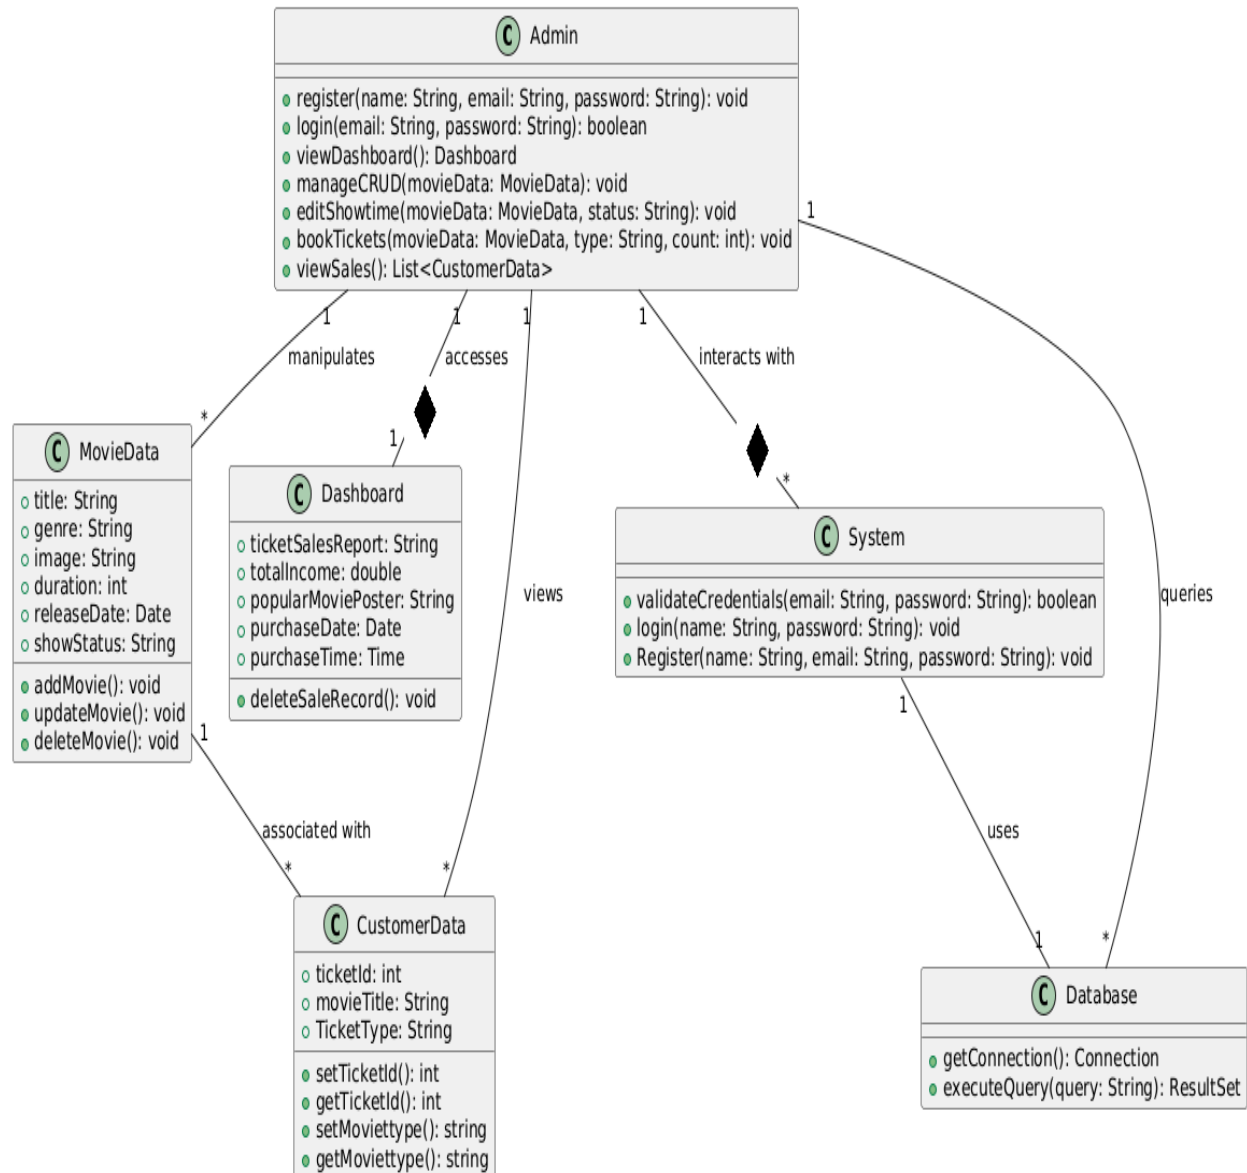 C Admin
register(name: String, email: String, password: String): void
login(email: String, password: String): boolean
viewDashboard(): Dashboard
manageCRUD(movieData: MovieData): void
editShowtime(movieData: MovieData, status: String): void
bookTickets(movieData: MovieData, type: String, count: int): void
viewSales(): List<CustomerData>
1
1
1
1
1
manipulates
accesses
interacts with
*
1
*
C MovieData
title: String
genre: String
image: String
duration: int
releaseDate: Date
showStatus: String
addMovie(): void
updateMovie(): void
deleteMovie(): void
C Dashboard
ticketSalesReport: String
totalIncome: double
popularMoviePoster: String
purchaseDate: Date
purchaseTime: Time
deleteSaleRecord(): void
views
C System
validateCredentials(email: String, password: String): boolean
login(name: String, password: String): void
Register(name: String, email: String, password: String): void
queries
1
1
associated with
uses
*
*
1
*
C CustomerData
ticketId: int
movieTitle: String
TicketType: String
setTicketId(): int
getTicketId(): int
setMoviettype(): string
getMoviettype(): string
C Database
getConnection(): Connection
executeQuery(query: String): ResultSet